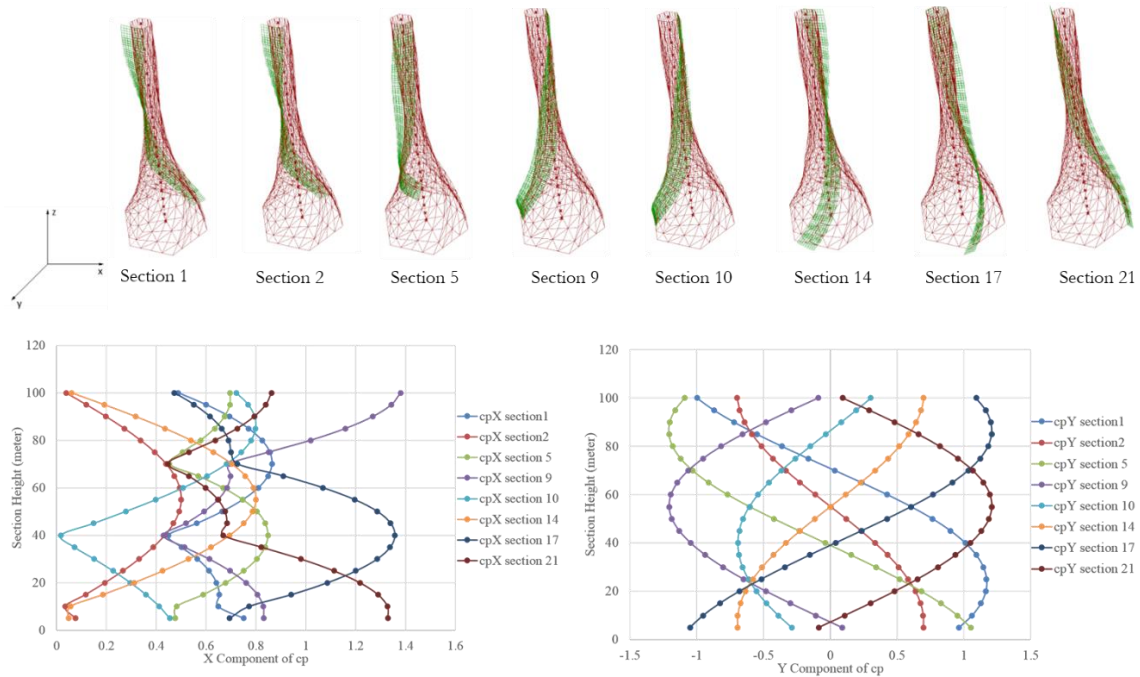 z
x
y
Section 1
Section 2
Section 5
Section 9
Section 10
Section 14
Section 17
Section 21
120
100
80
60
40
20
0
Section Height (meter)
0 0.2 0.4 0.6 0.8 1 1.2 1.4 1.6
X Component of cp
cpX section1
cpX section2
cpX section 5
cpX section 9
cpX section 10
cpX section 14
cpX section 17
cpX section 21
120
100
80
60
40
20
0
Section Height (meter)
-1.5 -1 -0.5 0 0.5 1 1.5
Y Component of cp
cpY section1
cpY section2
cpY section 5
cpY section 9
cpY section 10
cpY section 14
cpY section 17
cpY section 21